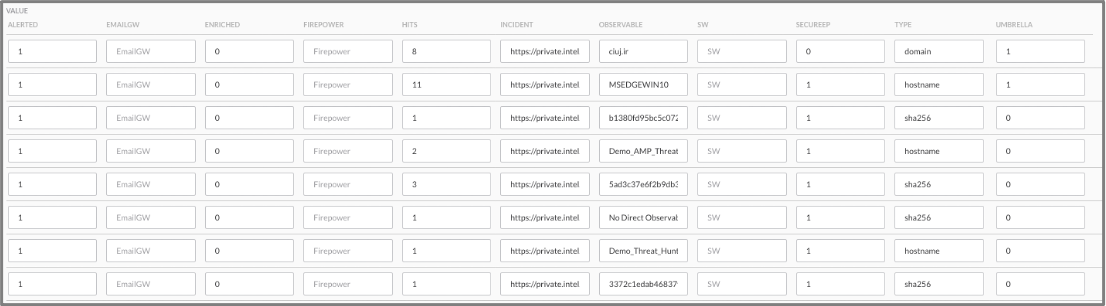 VALUE
ALERTED EMAILGW ENRICHED FIREPOWER HITS INCIDENT OBSERVABLE SW SECUREEP TYPE UMBRELLA
1 EmailGW 0 Firepower 8 https://private.intel ciuj.ir SW 0 domain 1
1 EmailGW 0 Firepower 11 https://private.intel MSEDGEWIN10 SW 1 hostname 1
1 EmailGW 0 Firepower 1 https://private.intel b1380fd95bc5c072 SW 1 sha256 0
1 EmailGW 0 Firepower 2 https://private.intel Demo_AMP_Threat SW 1 hostname 0
1 EmailGW 0 Firepower 3 https://private.intel 5ad3c37e6f2b9db3 SW 1 sha256 0
1 EmailGW 0 Firepower 1 https://private.intel No Direct Observab SW 1 sha256 0
1 EmailGW 0 Firepower 1 https://private.intel Demo_Threat_Hunt SW 1 hostname 0
1 EmailGW 0 Firepower 1 https://private.intel 3372c1edab46837 SW 1 sha256 0